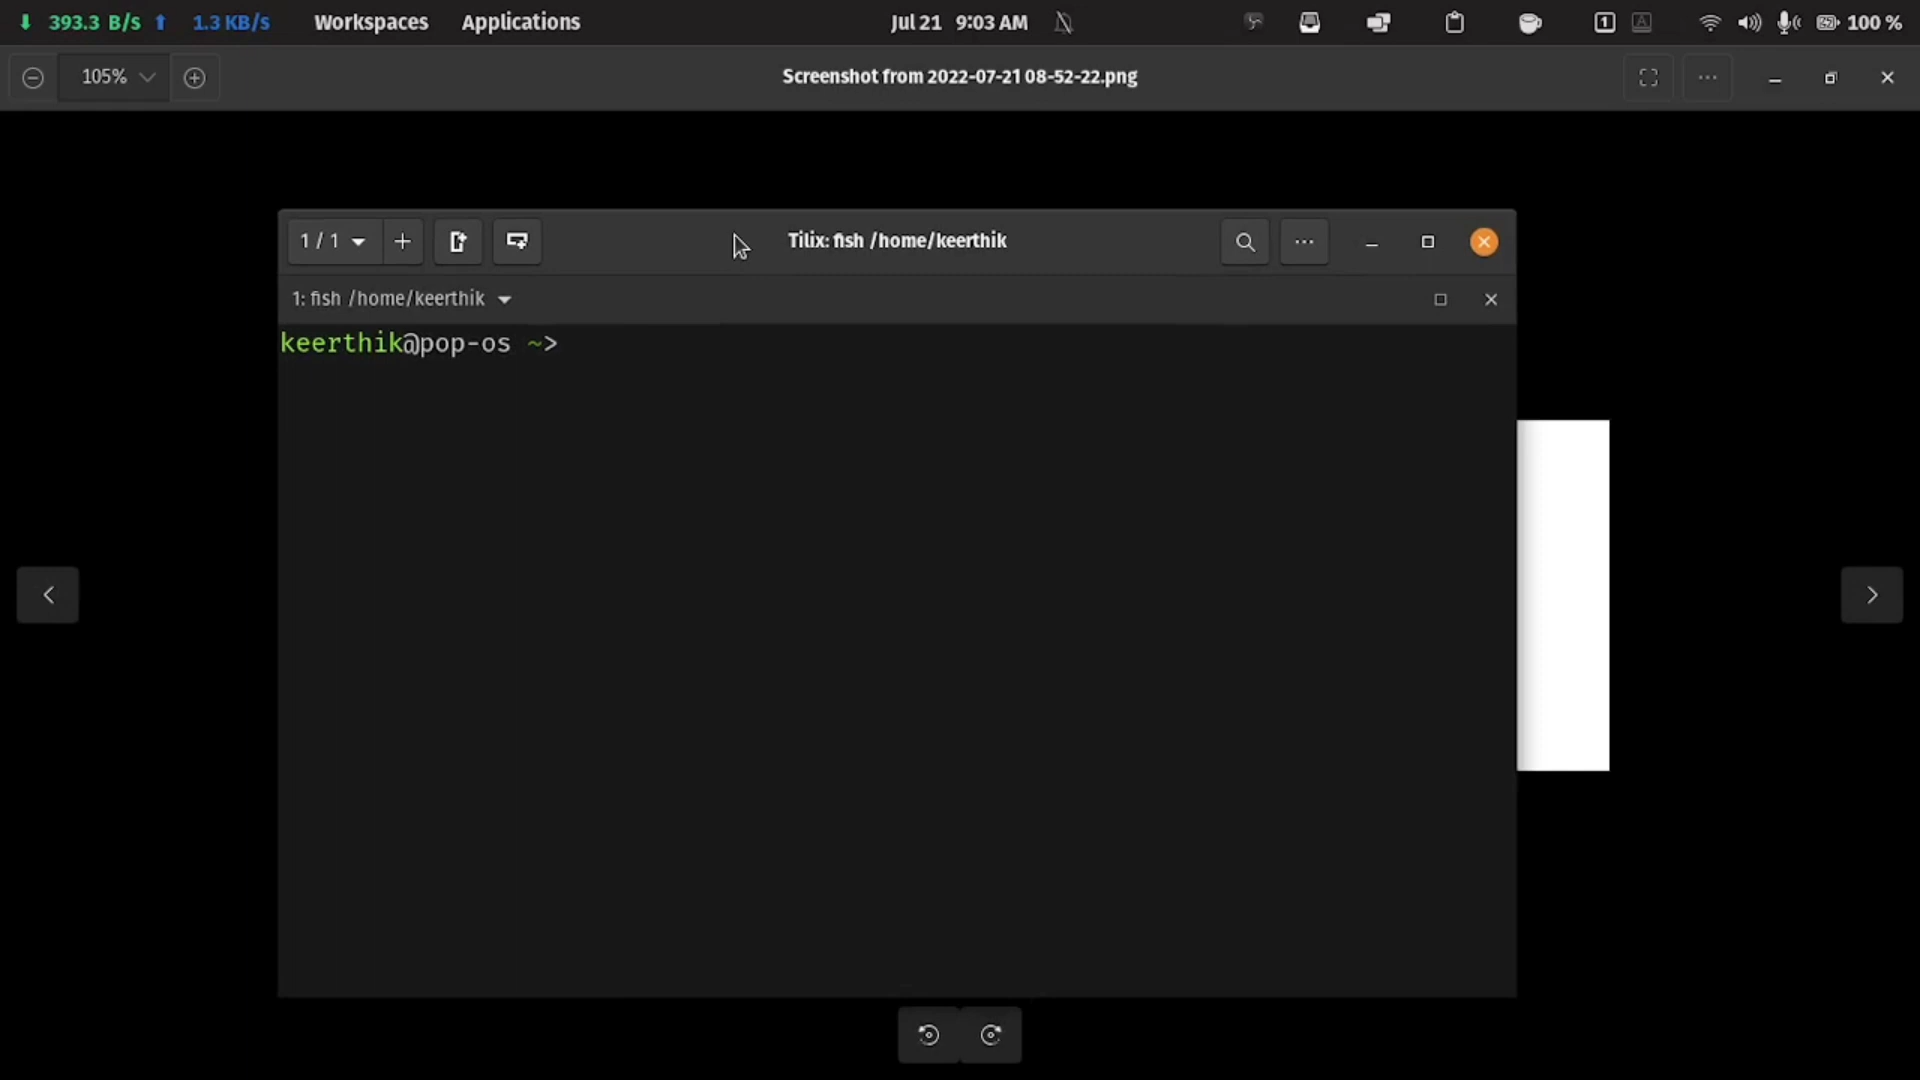 393.3 B/s 1.3 KB/s Workspaces Applications Jul 21 9:03 AM 1 A 100 %
105% Screenshot from 2022-07-21 08-52-22.png
1 / 1 Tilix: fish /home/keerthik
1: fish /home/keerthik
keerthik@pop-os ~>